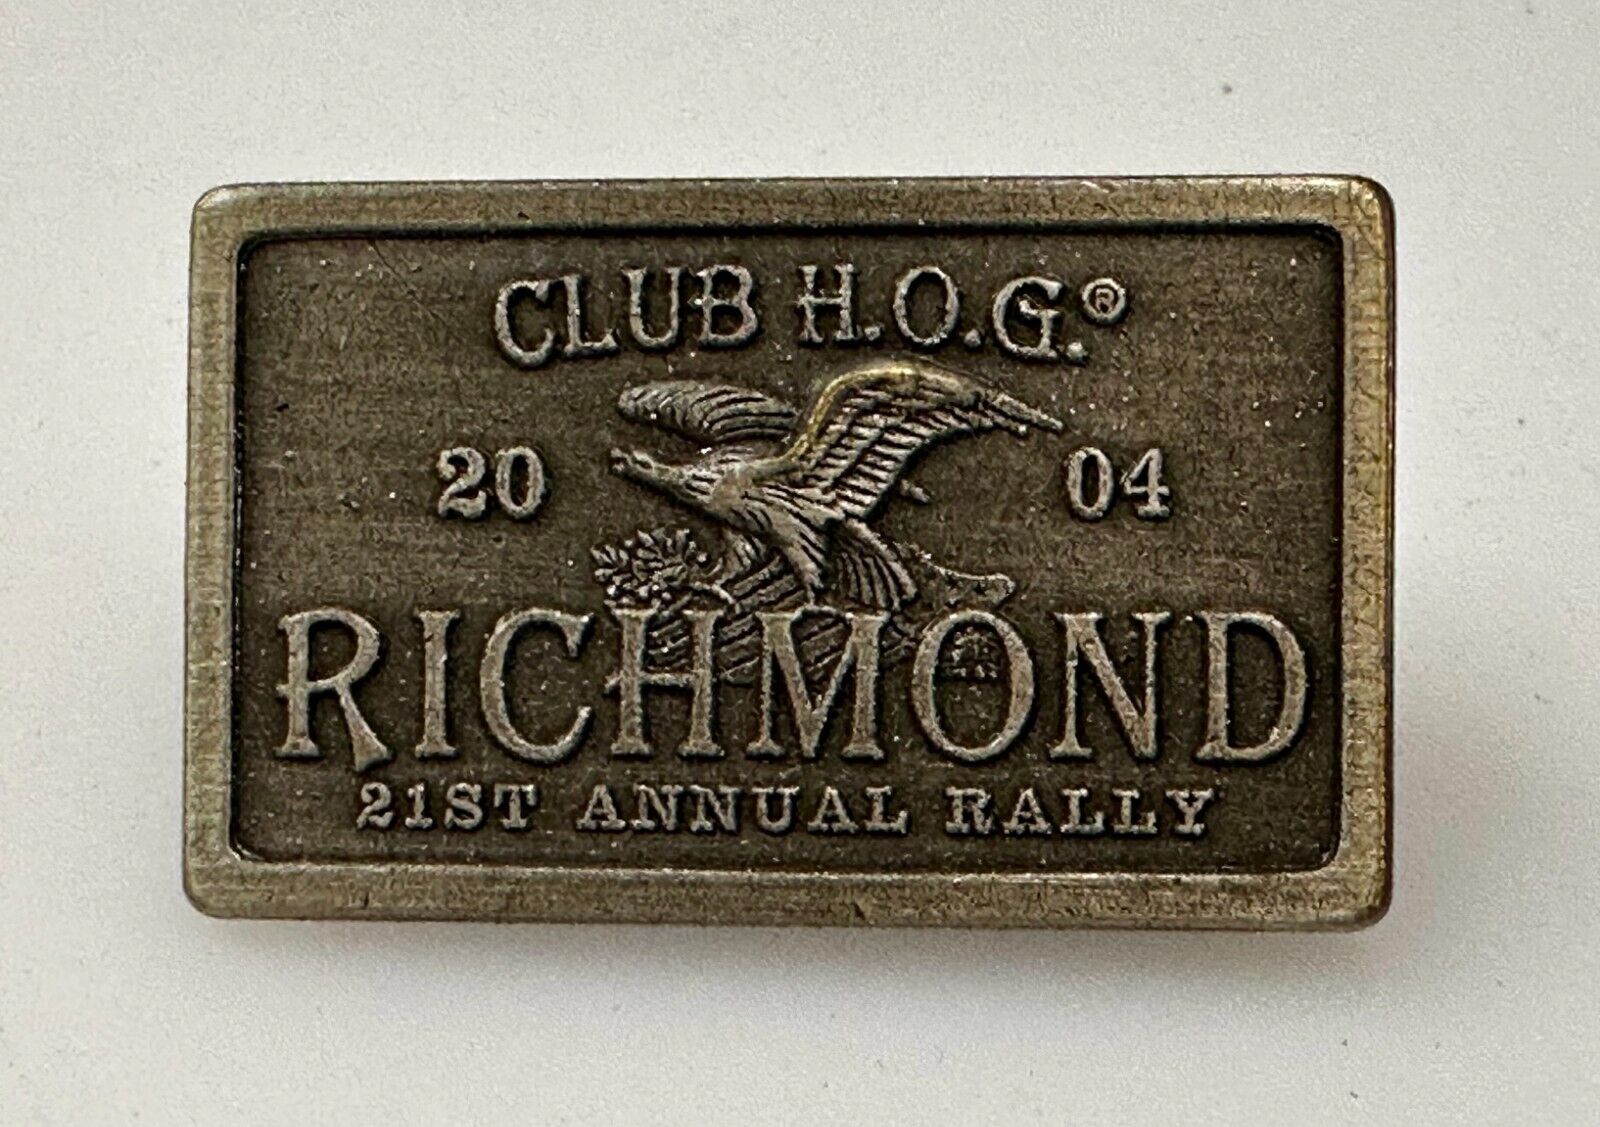 CLUB H.O.G.®
20 04
RICHMOND
21ST ANNUAL RALLY